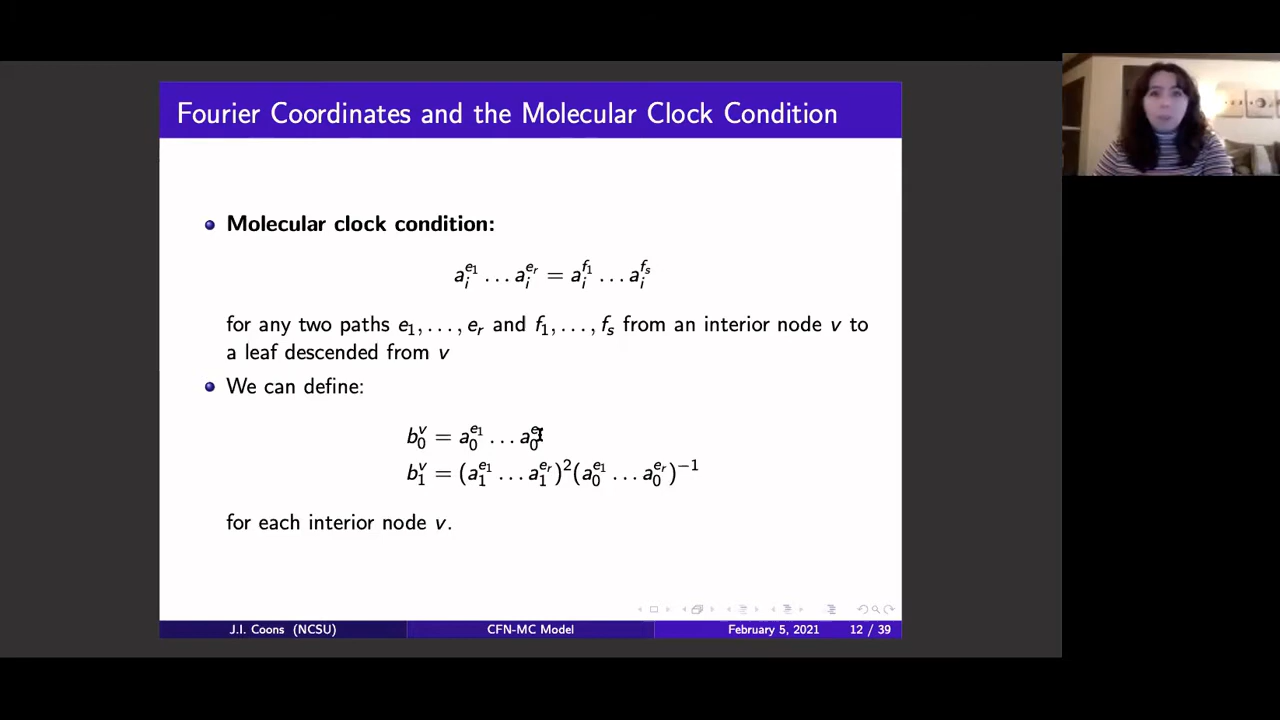 Fourier Coordinates and the Molecular Clock Condition
Molecular clock condition:
a_i^{e_1} … a_i^{e_r} = a_i^{f_1} … a_i^{f_s}
for any two paths e_1, …, e_r and f_1, …, f_s from an interior node v to
a leaf descended from v
We can define:
b_0^v = a_0^{e_1} … a_0^{e_r}
b_1^v = (a_1^{e_1} … a_1^{e_r})^2 (a_0^{e_1} … a_0^{e_r})^{-1}
for each interior node v.
J.I. Coons (NCSU) CFN-MC Model February 5, 2021 12 / 39